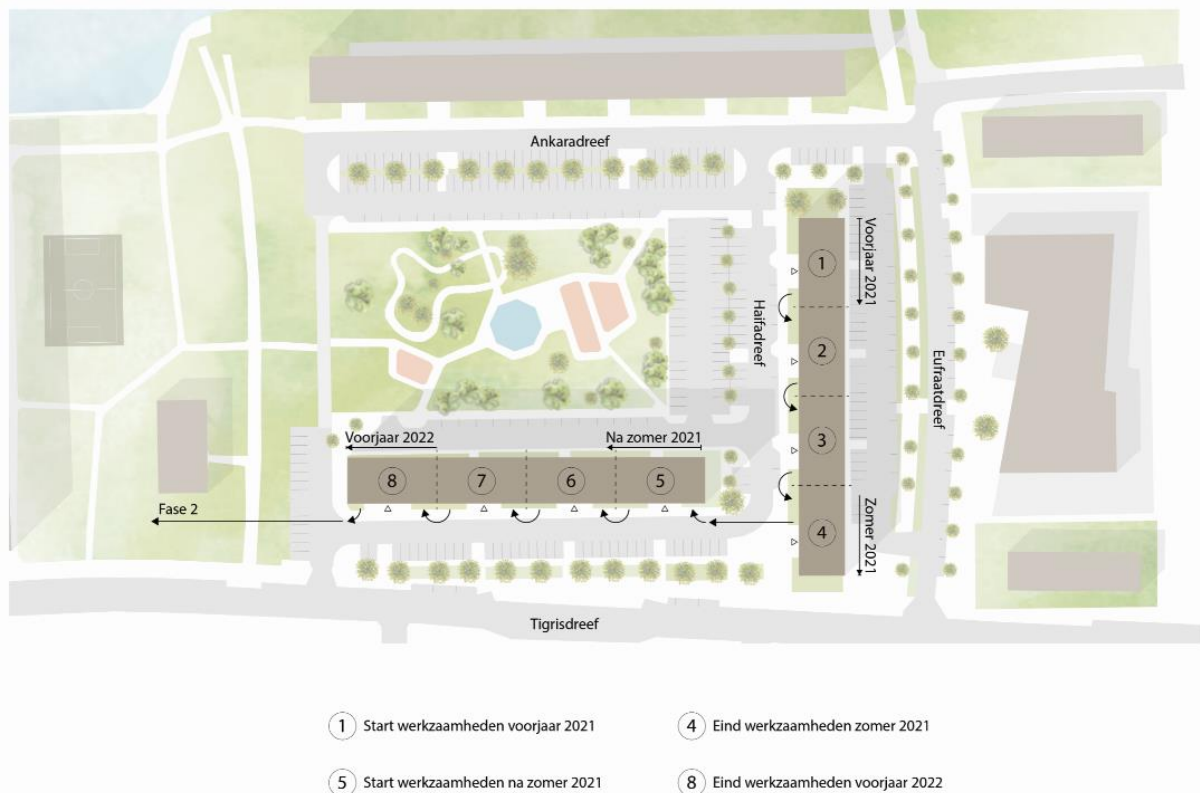 Ankaradreef
Voorjaar 2021
1
Haifadreef
2
Eufraatdreef
3
Voorjaar 2022
Na zomer 2021
8
7
6
5
Fase 2
4
Zomer 2021
Tigrisdreef
1 Start werkzaamheden voorjaar 2021
4 Eind werkzaamheden zomer 2021
5 Start werkzaamheden na zomer 2021
8 Eind werkzaamheden voorjaar 2022